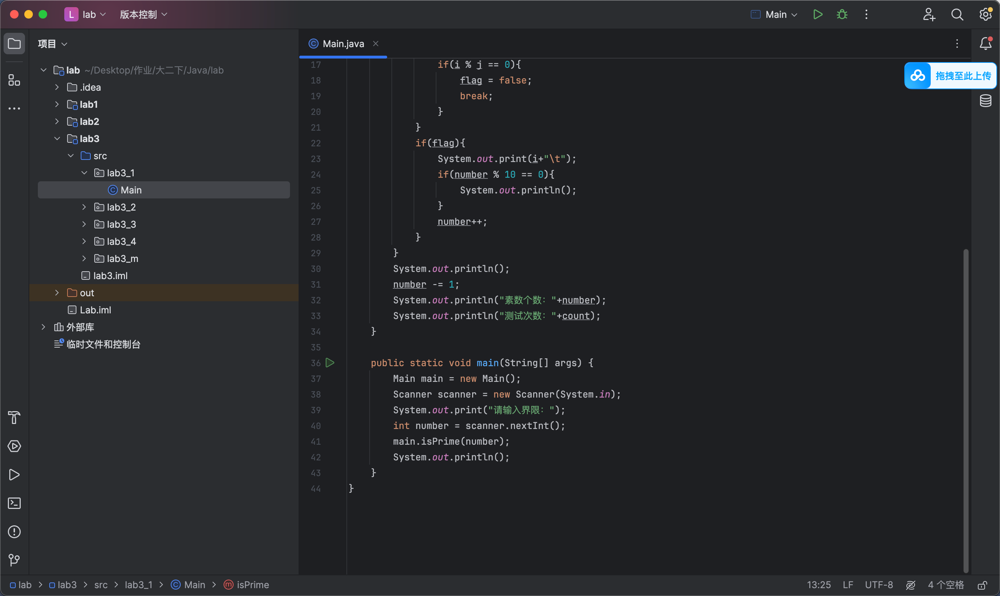 L lab 版本控制 Main
项目
lab ~/Desktop/作业/大二下/Java/lab
.idea
lab1
lab2
lab3
src
lab3_1
Main
lab3_2
lab3_3
lab3_4
lab3_m
lab3.iml
out
Lab.iml
外部库
临时文件和控制台
Main.java
拖拽至此上传
17 if(i % j == 0){
18 flag = false;
19 break;
20 }
21 }
22 if(flag){
23 System.out.print(i+"\t");
24 if(number % 10 == 0){
25 System.out.println();
26 }
27 number++;
28 }
29 }
30 System.out.println();
31 number -= 1;
32 System.out.println("素数个数: "+number);
33 System.out.println("测试次数: "+count);
34 }
35
36 public static void main(String[] args) {
37 Main main = new Main();
38 Scanner scanner = new Scanner(System.in);
39 System.out.print("请输入界限: ");
40 int number = scanner.nextInt();
41 main.isPrime(number);
42 System.out.println();
43 }
44 }
lab > lab3 > src > lab3_1 > Main > isPrime
13:25 LF UTF-8 4 个空格